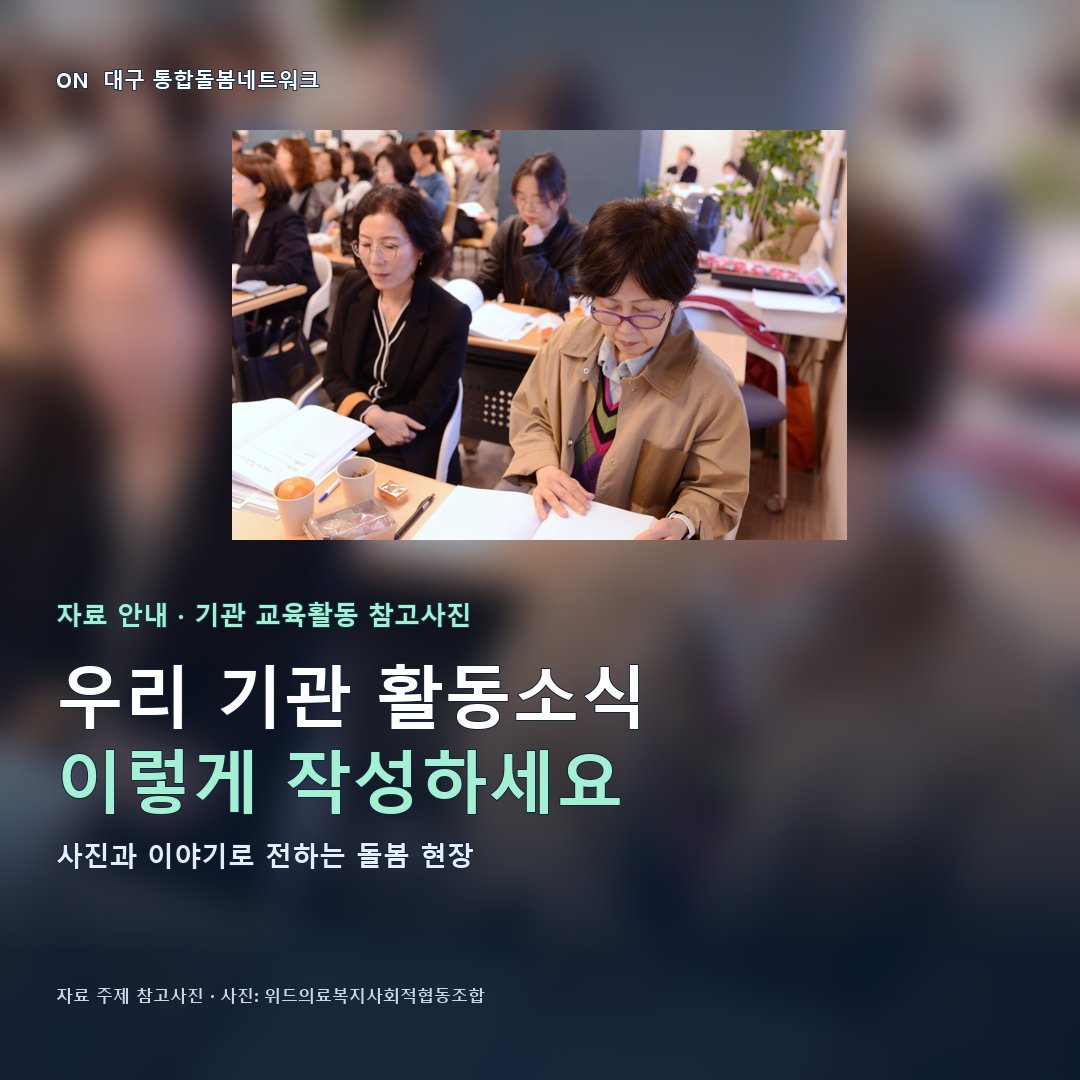 ON 대구 통합돌봄네트워크
자료 안내 · 기관 교육활동 참고사진
우리 기관 활동소식
이렇게 작성하세요
사진과 이야기로 전하는 돌봄 현장
자료 주제 참고사진 · 사진: 위드의료복지사회적협동조합